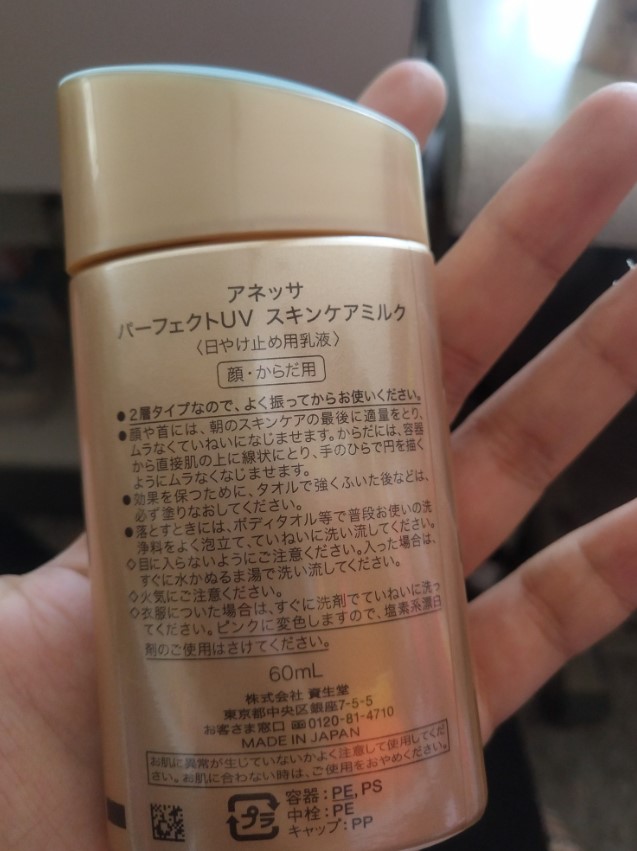 アネッサ
パーフェクトUV スキンケアミルク
〈日やけ止め用乳液〉
顔・からだ用
●2層タイプなので、よく振ってからお使いください。
●顔や首には、朝のスキンケアの最後に適量をとり、
ムラなくていねいになじませます。からだには、容器
から直接肌の上に線状にとり、手のひらで円を描く
ようにムラなくなじませます。
●効果を保つために、タオルで強くふいた後などは、
必ず塗りなおしてください。
●落とすときには、ボディタオル等で普段お使いの洗
浄料をよく泡立て、ていねいに洗い流してください。
◇目に入らないようにご注意ください。入った場合は、
すぐに水かぬるま湯で洗い流してください。
◇火気にご注意ください。
◇衣服についた場合は、すぐに洗剤でていねいに洗っ
てください。ピンクに変色しますので、塩素系漂白
剤のご使用はさけてください。
60mL
株式会社 資生堂
東京都中央区銀座7-5-5
お客さま窓口 0120-81-4710
MADE IN JAPAN
お肌に異常が生じていないかよく注意して使用してくだ
さい。お肌に合わない時は、ご使用をおやめください。
プラ
容器：PE, PS
中栓：PE
キャップ：PP